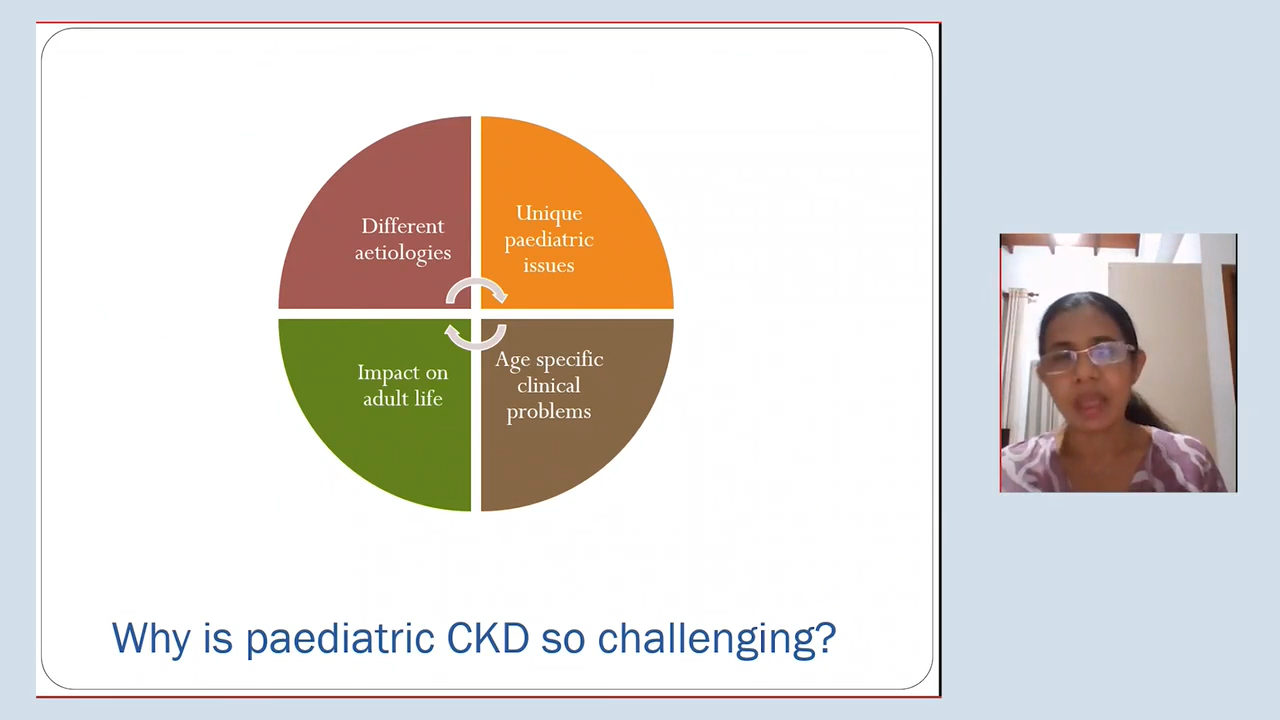 Different
aetiologies
Unique
paediatric
issues
Impact on
adult life
Age specific
clinical
problems
Why is paediatric CKD so challenging?